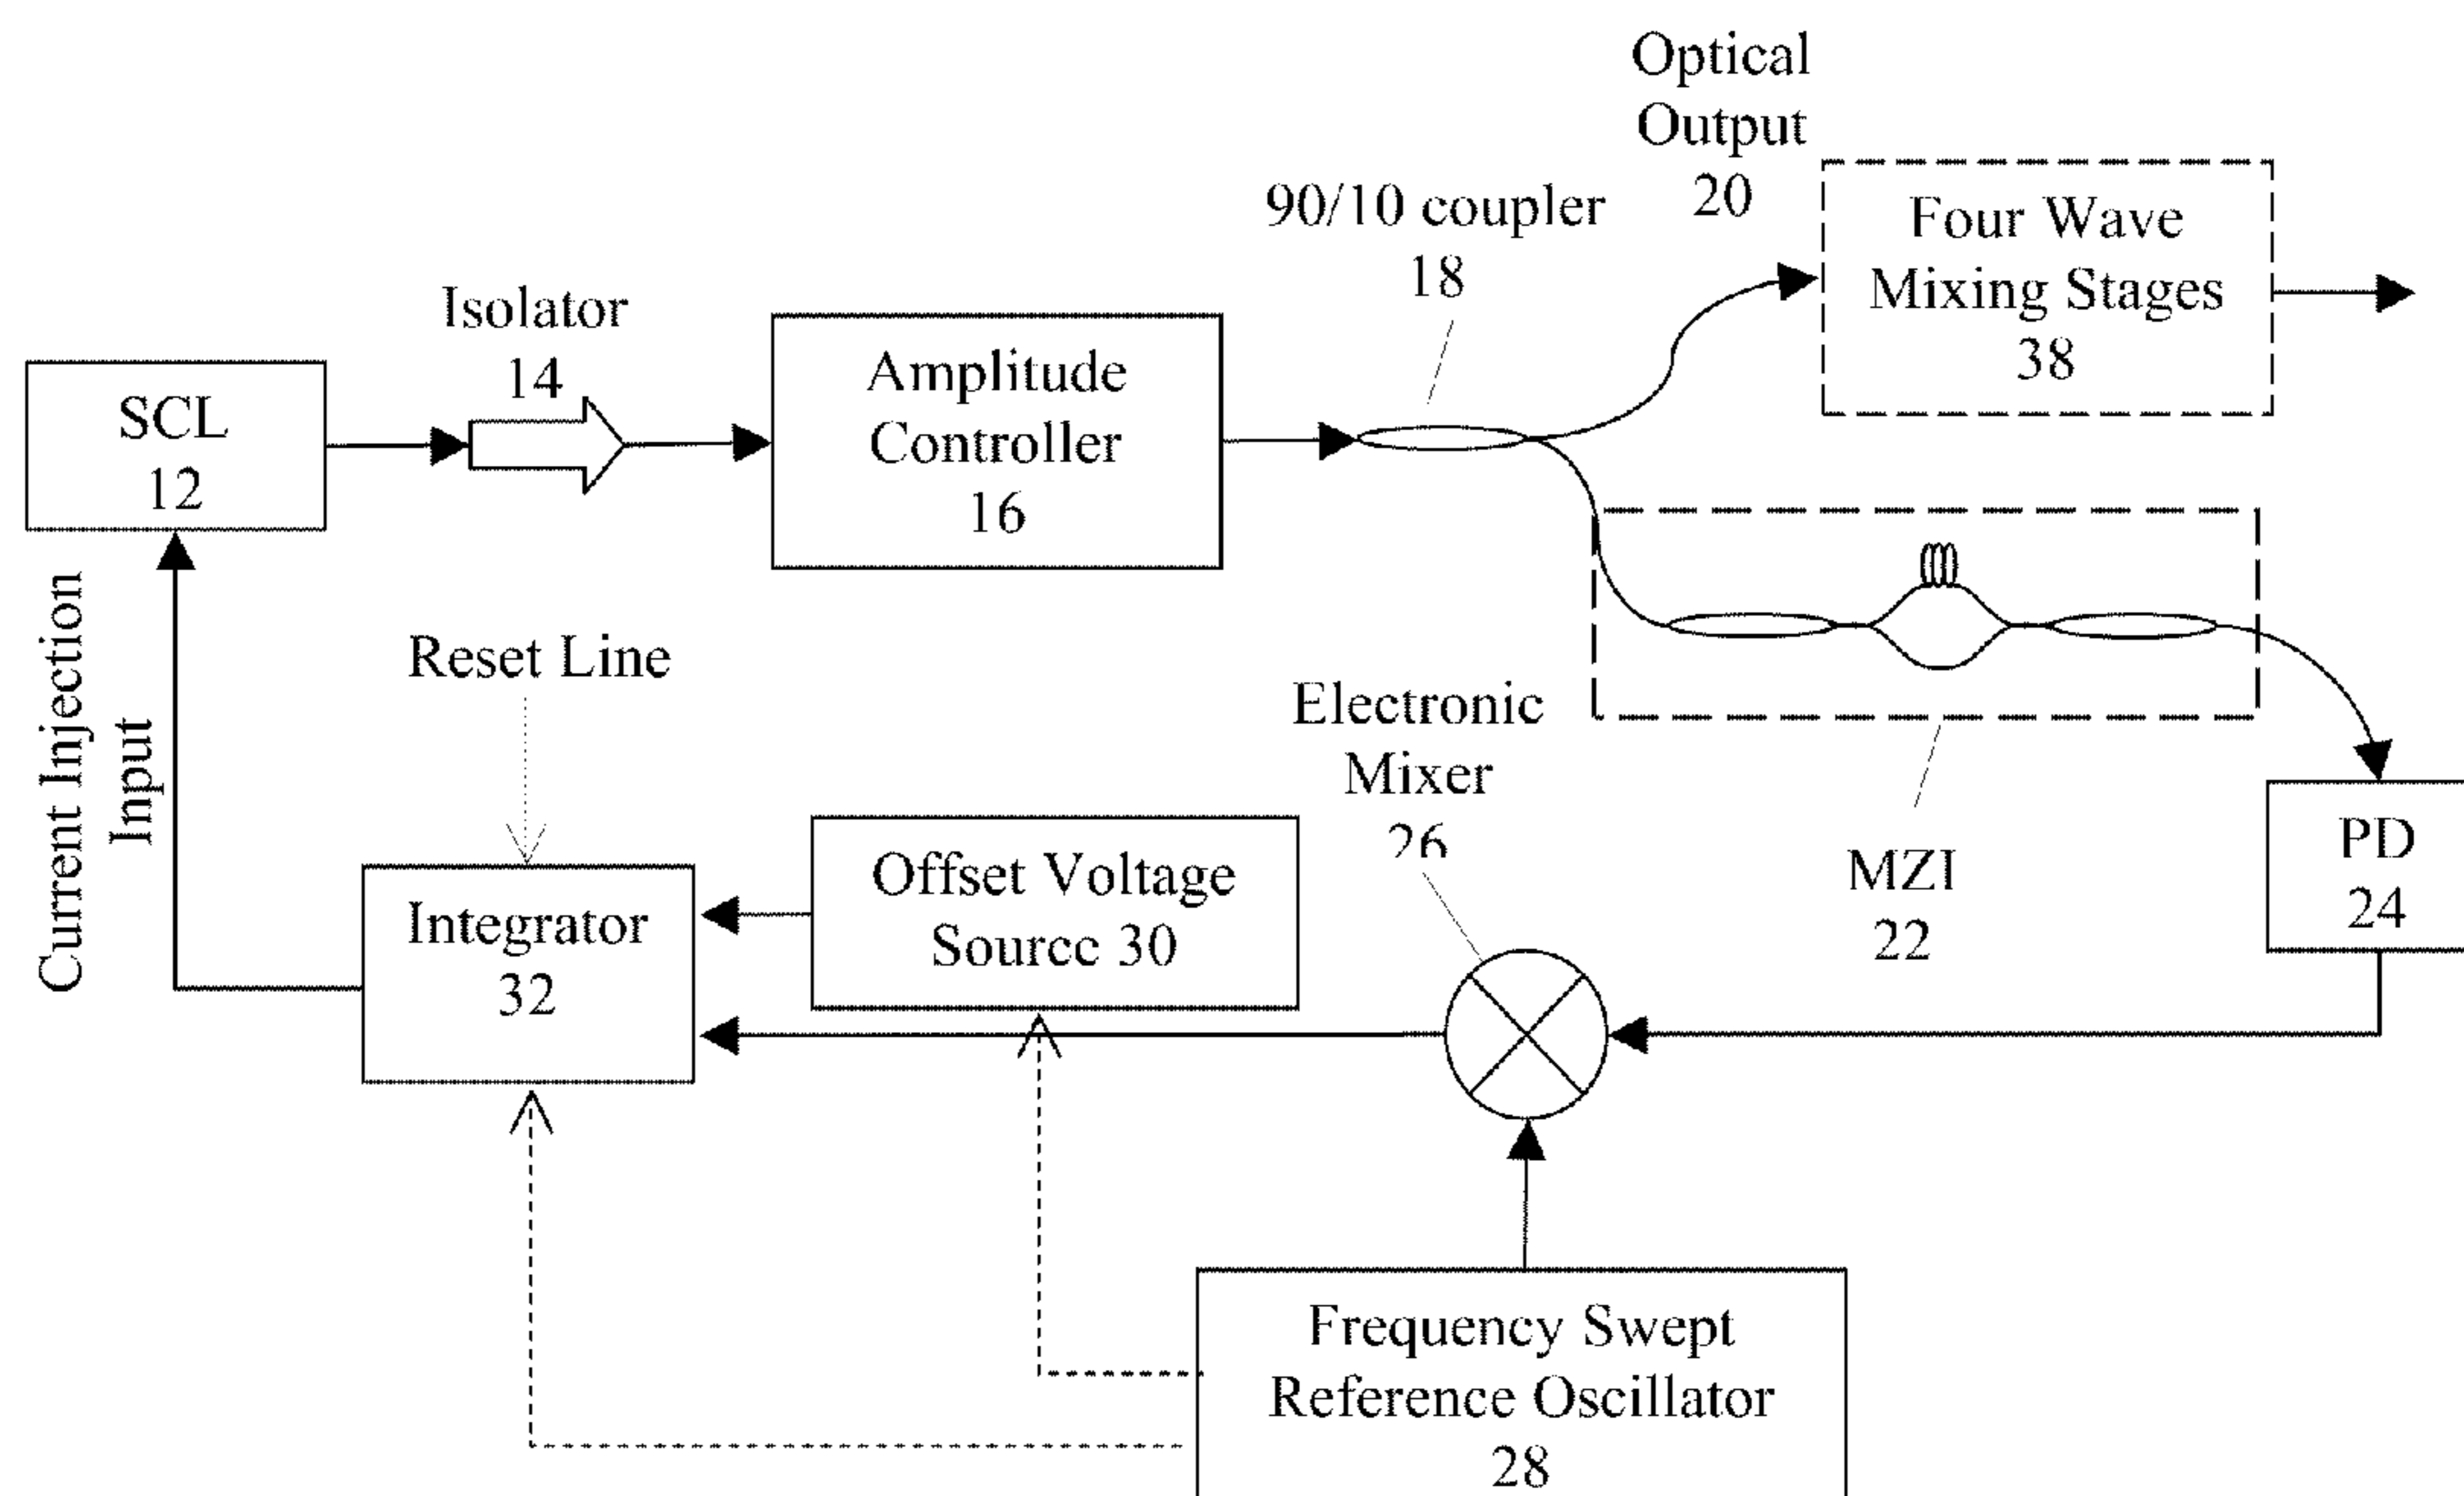 Optical
Output
20
90/10 coupler
18
Four Wave
Mixing Stages
38
Isolator
14
Amplitude
Controller
16
SCL
12
Current Injection
Input
Reset Line
Electronic
Mixer
26
MZI
22
PD
24
Offset Voltage
Source 30
Integrator
32
Frequency Swept
Reference Oscillator
28